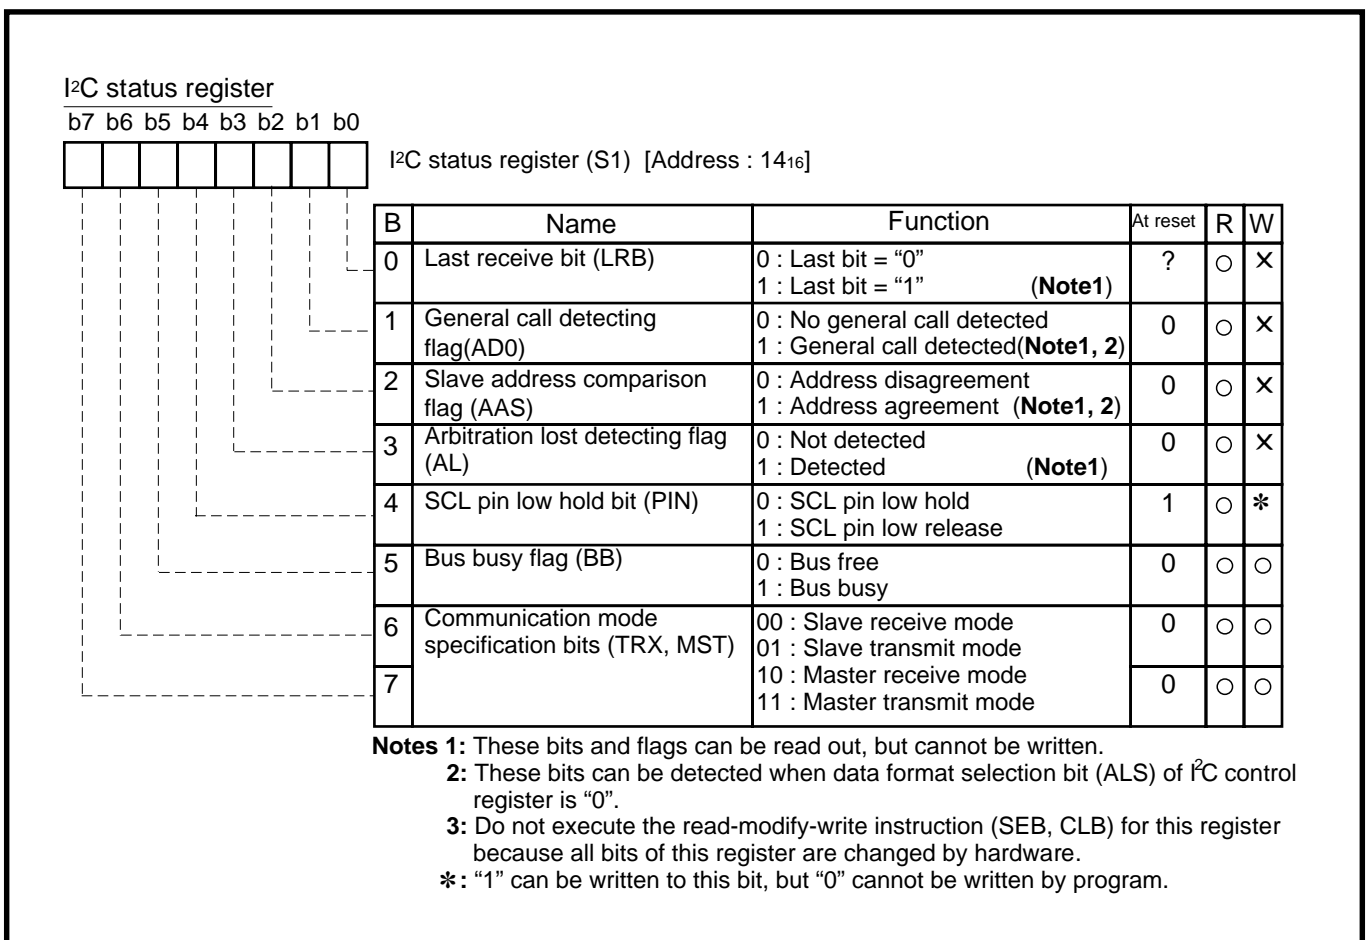 I²C status register
b7 b6 b5 b4 b3 b2 b1 b0
I²C status register (S1) [Address : 14₁₆]
B Name Function At reset R W
0 Last receive bit (LRB) 0 : Last bit = “0” ? ○ ×
1 : Last bit = “1” (Note1)
1 General call detecting 0 : No general call detected 0 ○ ×
flag(AD0) 1 : General call detected(Note1, 2)
2 Slave address comparison 0 : Address disagreement 0 ○ ×
flag (AAS) 1 : Address agreement (Note1, 2)
3 Arbitration lost detecting flag 0 : Not detected 0 ○ ×
(AL) 1 : Detected (Note1)
4 SCL pin low hold bit (PIN) 0 : SCL pin low hold 1 ○ ✻
1 : SCL pin low release
5 Bus busy flag (BB) 0 : Bus free 0 ○ ○
1 : Bus busy
6 Communication mode 00 : Slave receive mode 0 ○ ○
specification bits (TRX, MST) 01 : Slave transmit mode
7 10 : Master receive mode 0 ○ ○
11 : Master transmit mode
Notes 1: These bits and flags can be read out, but cannot be written.
2: These bits can be detected when data format selection bit (ALS) of I²C control
register is “0”.
3: Do not execute the read-modify-write instruction (SEB, CLB) for this register
because all bits of this register are changed by hardware.
✻: “1” can be written to this bit, but “0” cannot be written by program.